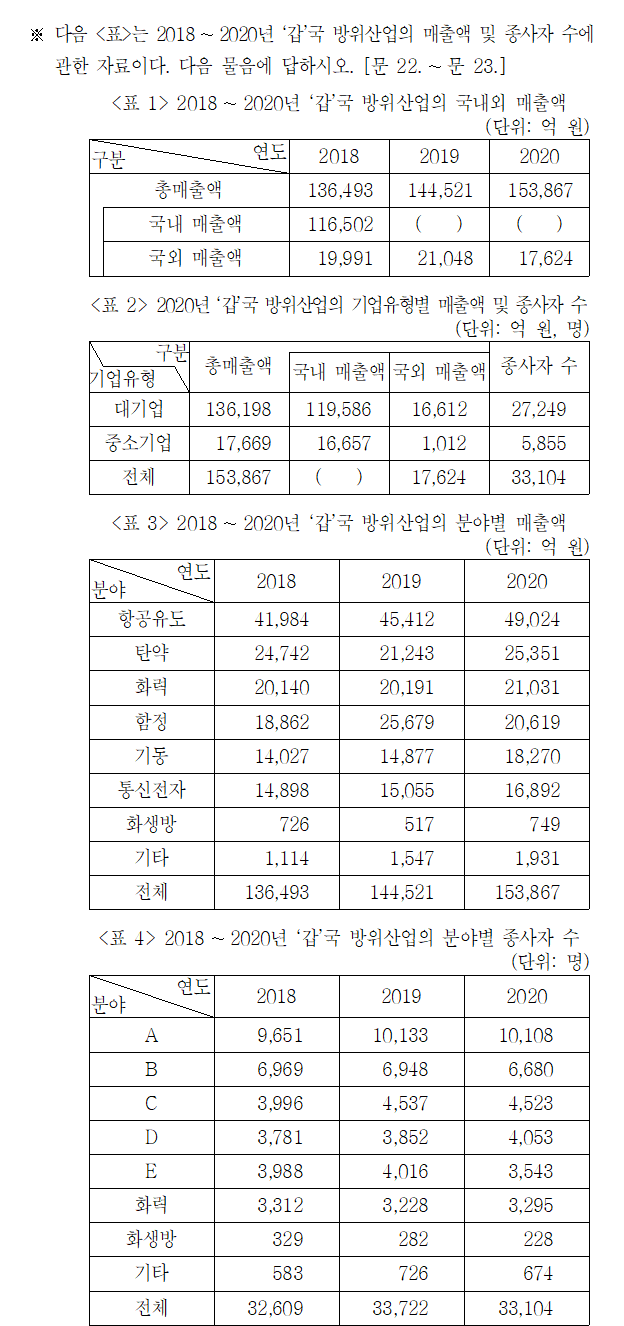 ※ 다음 <표>는 2018 ~ 2020년 ‘갑’국 방위산업의 매출액 및 종사자 수에
관한 자료이다. 다음 물음에 답하시오. [문 22. ~ 문 23.]
<표 1> 2018 ~ 2020년 ‘갑’국 방위산업의 국내외 매출액
(단위: 억 원)
구분 연도 2018 2019 2020
총매출액 136,493 144,521 153,867
국내 매출액 116,502 ( ) ( )
국외 매출액 19,991 21,048 17,624
<표 2> 2020년 ‘갑’국 방위산업의 기업유형별 매출액 및 종사자 수
(단위: 억 원, 명)
구분
기업유형 총매출액 국내 매출액 국외 매출액 종사자 수
대기업 136,198 119,586 16,612 27,249
중소기업 17,669 16,657 1,012 5,855
전체 153,867 ( ) 17,624 33,104
<표 3> 2018 ~ 2020년 ‘갑’국 방위산업의 분야별 매출액
(단위: 억 원)
분야 연도 2018 2019 2020
항공유도 41,984 45,412 49,024
탄약 24,742 21,243 25,351
화력 20,140 20,191 21,031
함정 18,862 25,679 20,619
기동 14,027 14,877 18,270
통신전자 14,898 15,055 16,892
화생방 726 517 749
기타 1,114 1,547 1,931
전체 136,493 144,521 153,867
<표 4> 2018 ~ 2020년 ‘갑’국 방위산업의 분야별 종사자 수
(단위: 명)
분야 연도 2018 2019 2020
A 9,651 10,133 10,108
B 6,969 6,948 6,680
C 3,996 4,537 4,523
D 3,781 3,852 4,053
E 3,988 4,016 3,543
화력 3,312 3,228 3,295
화생방 329 282 228
기타 583 726 674
전체 32,609 33,722 33,104